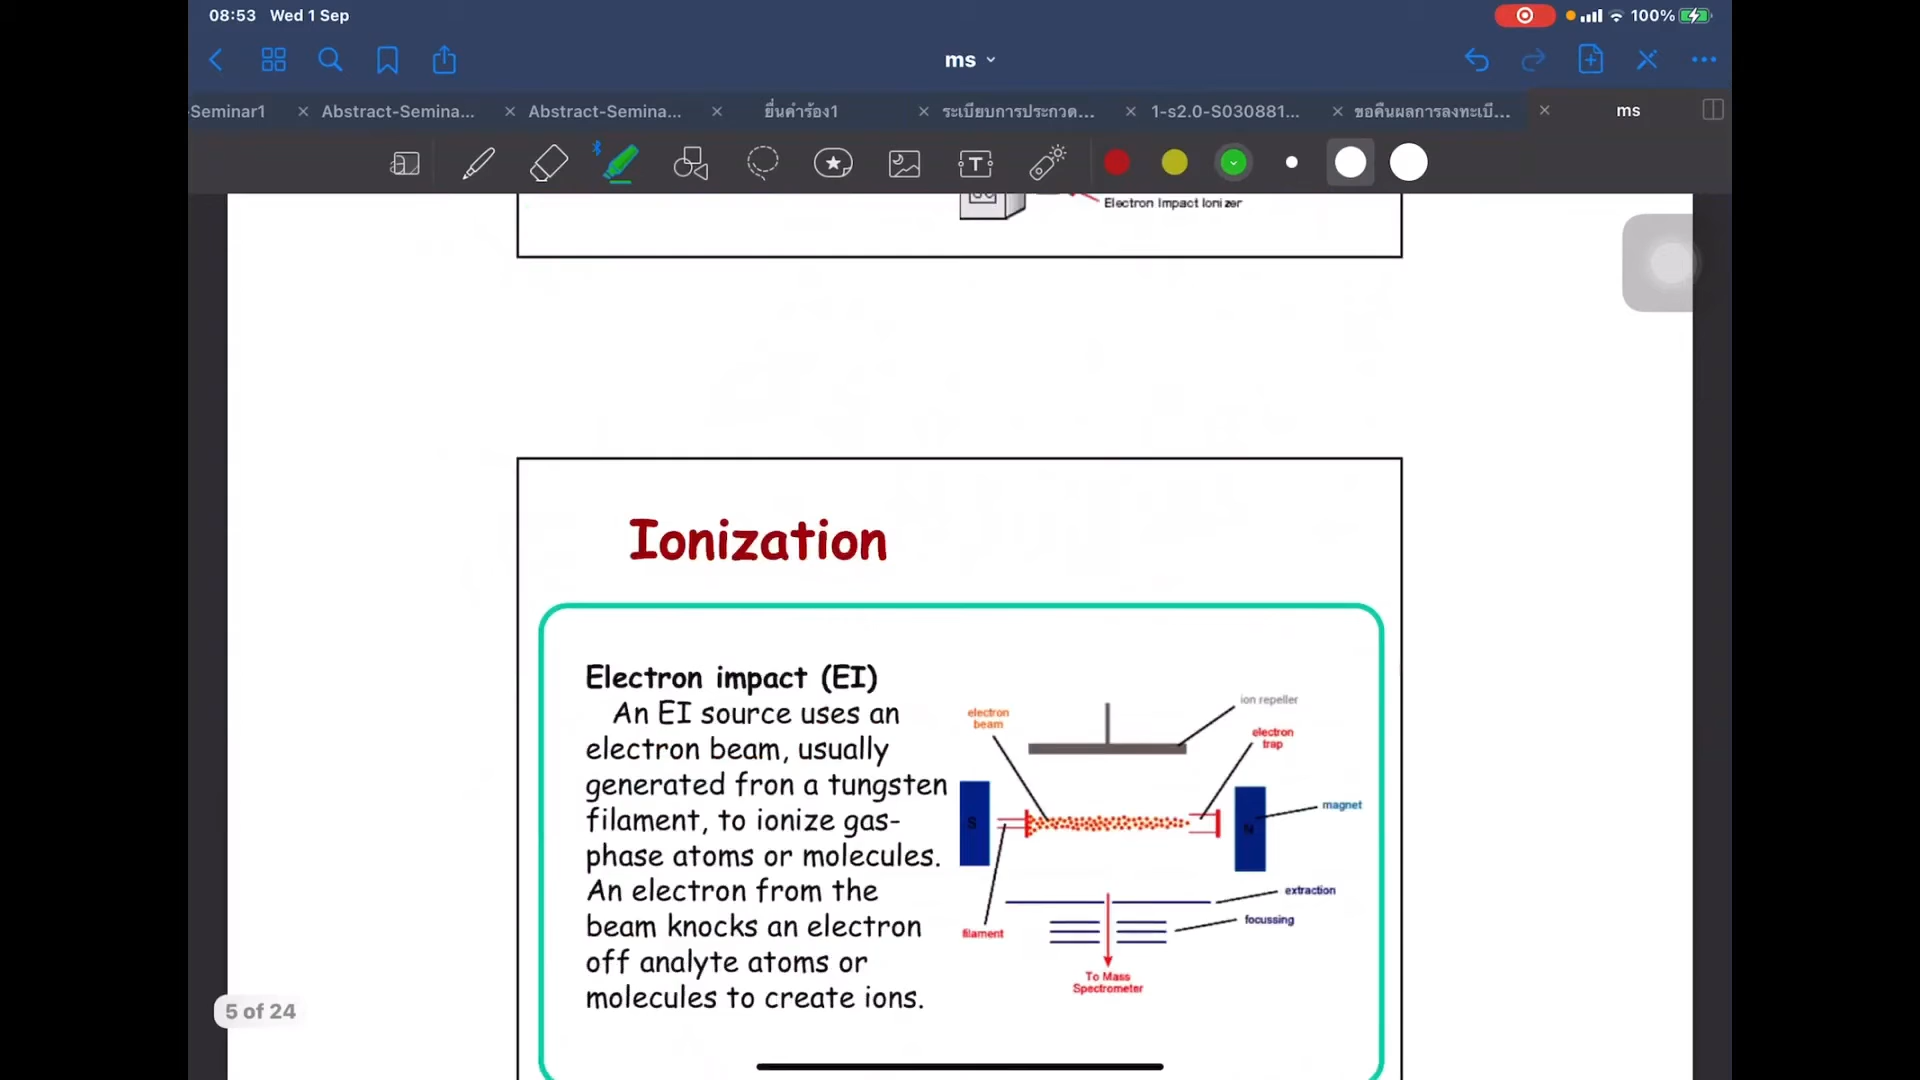 08:53 Wed 1 Sep
100%
ms
Seminar1
Abstract-Semina...
Abstract-Semina...
ยื่นคำร้อง1
ระเบียบการประกวด...
1-s2.0-S030881...
ขอคืนผลการลงทะเบี...
ms
Electron Impact Ionizer
Ionization
Electron impact (EI)
An EI source uses an
electron beam, usually
generated fron a tungsten
filament, to ionize gas-
phase atoms or molecules.
An electron from the
beam knocks an electron
off analyte atoms or
molecules to create ions.
electron
beam
ion repeller
electron
trap
S
N
magnet
extraction
focussing
filament
To Mass
Spectrometer
5 of 24